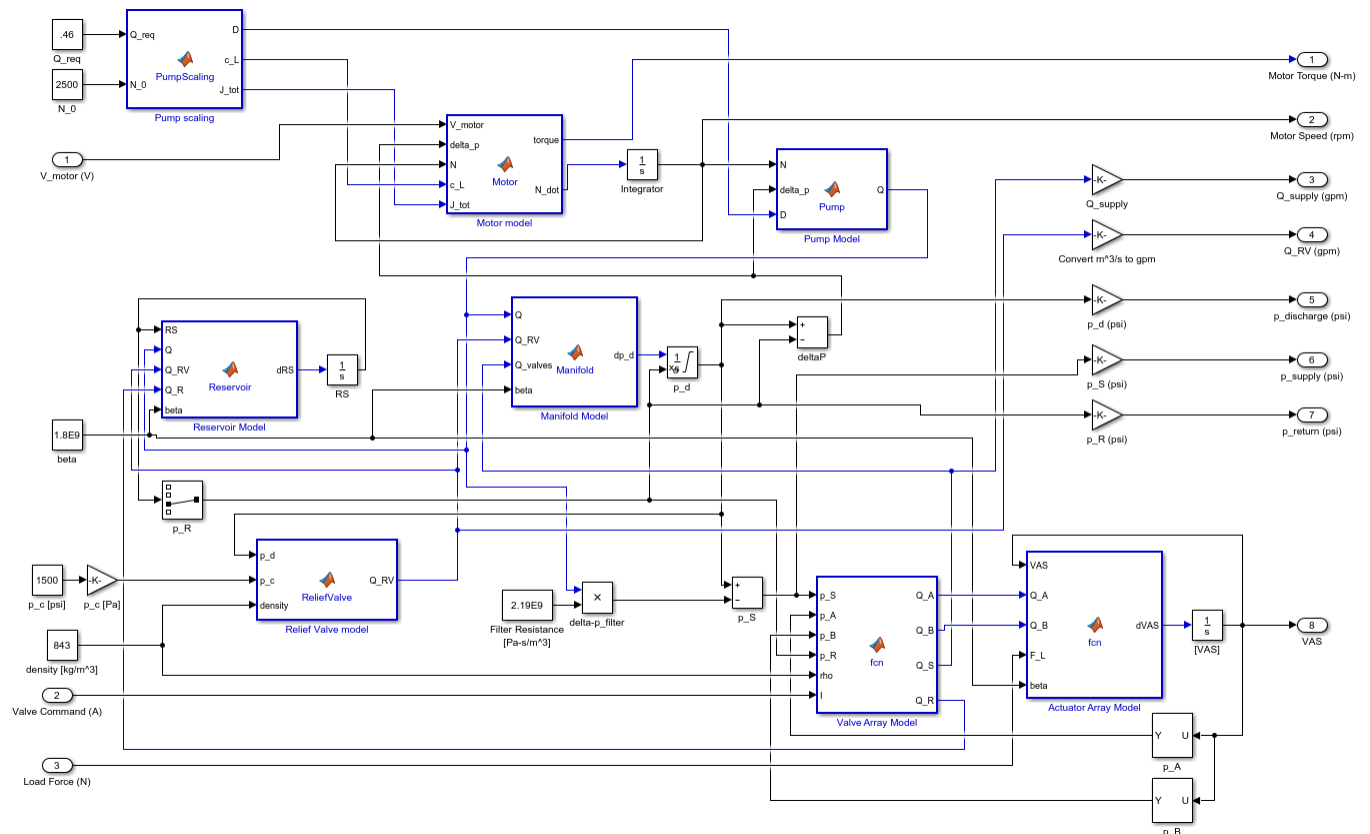 .46
Q_req
2500
N_0
Q_req
N_0
PumpScaling
D
c_L
J_tot
Pump scaling
1
V_motor (V)
V_motor
delta_p
N
c_L
J_tot
Motor
torque
N_dot
Motor model
1
s
Integrator
N
delta_p
D
Pump
Q
Pump Model
1
Motor Torque (N-m)
2
Motor Speed (rpm)
-K-
Q_supply
3
Q_supply (gpm)
-K-
Convert m^3/s to gpm
4
Q_RV (gpm)
-K-
p_d (psi)
5
p_discharge (psi)
-K-
p_S (psi)
6
p_supply (psi)
-K-
p_R (psi)
7
p_return (psi)
RS
Q
Q_RV
Q_R
beta
Reservoir
dRS
Reservoir Model
1
s
RS
Q
Q_RV
Q_valves
beta
Manifold
dp_d
Manifold Model
1
p_d
+
−
deltaP
1.8E9
beta
p_R
1500
p_c [psi]
-K-
p_c [Pa]
p_d
p_c
density
ReliefValve
Q_RV
Relief Valve model
843
density [kg/m^3]
2
Valve Command (A)
3
Load Force (N)
2.19E9
Filter Resistance
[Pa-s/m^3]
×
delta-p_filter
+
−
p_S
p_S
p_A
p_B
p_R
rho
I
fcn
Q_A
Q_B
Q_S
Q_R
Valve Array Model
VAS
Q_A
Q_B
F_L
beta
fcn
dVAS
Actuator Array Model
1
s
[VAS]
8
VAS
Y
U
p_A
Y
U
p_B